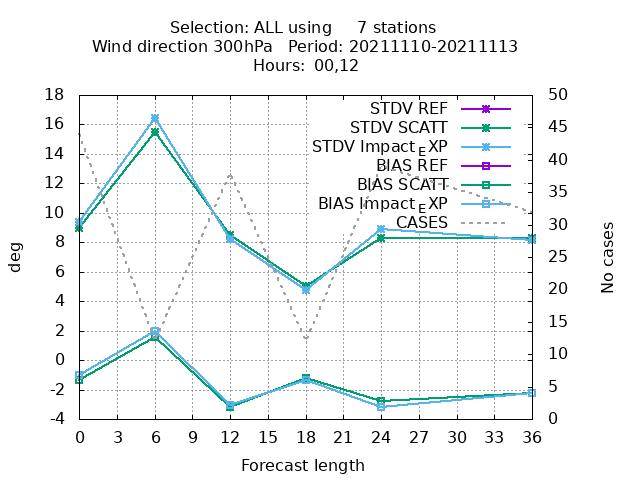 Selection: ALL using     7 stations
Wind direction 300hPa   Period: 20211110-20211113
Hours:  00,12
18
16
14
12
10
8
6
4
2
0
-2
-4
deg
50
45
40
35
30
25
20
15
10
5
0
No cases
STDV REF
STDV SCATT
STDV Impact_EXP
BIAS REF
BIAS SCATT
BIAS Impact_EXP
CASES
0 3 6 9 12 15 18 21 24 27 30 33 36
Forecast length